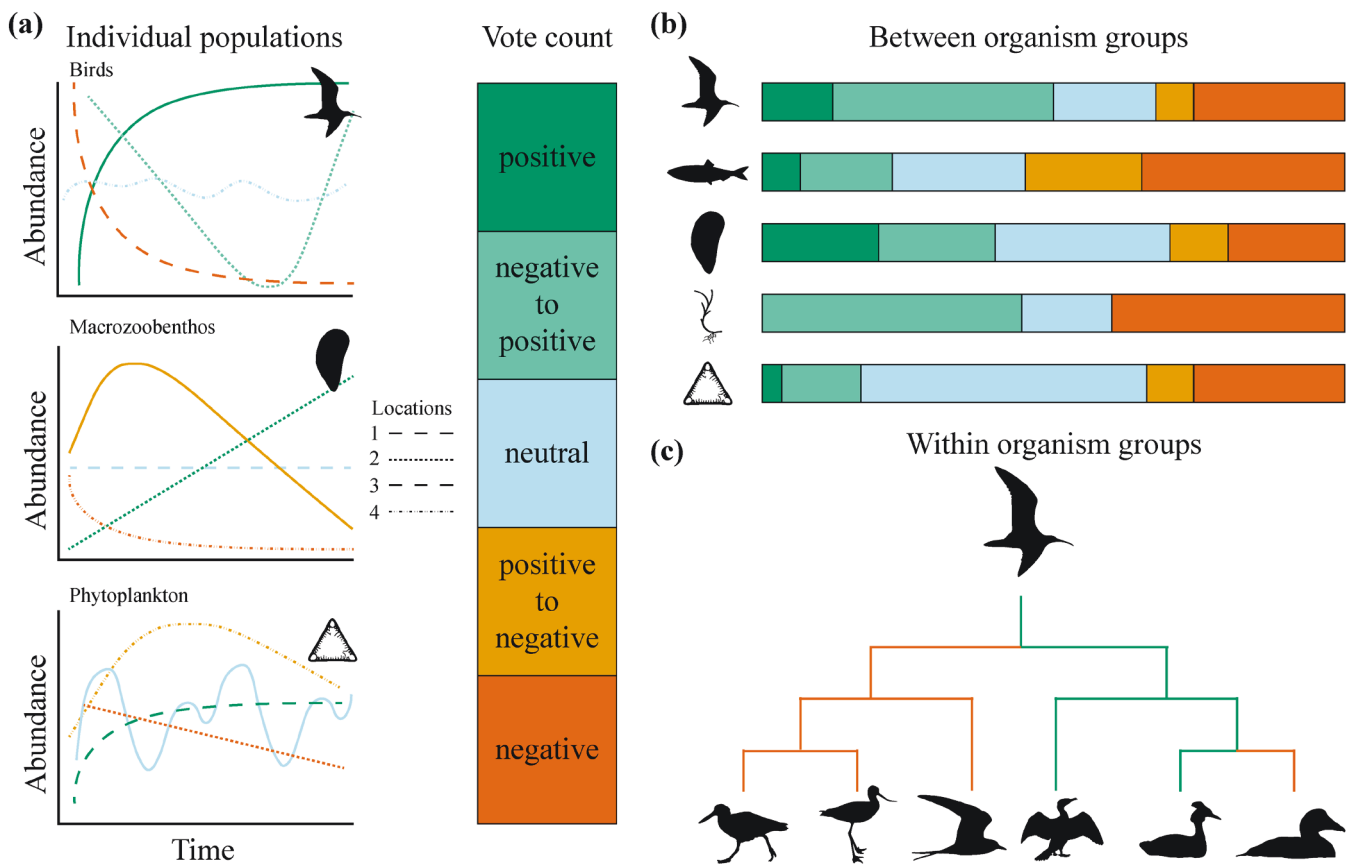 (a)
Individual populations
Birds
Abundance
Macrozoobenthos
Abundance
Locations
1
2
3
4
Phytoplankton
Abundance
Time
Vote count
positive
negative
to
positive
neutral
positive
to
negative
negative
(b)
Between organism groups
(c)
Within organism groups